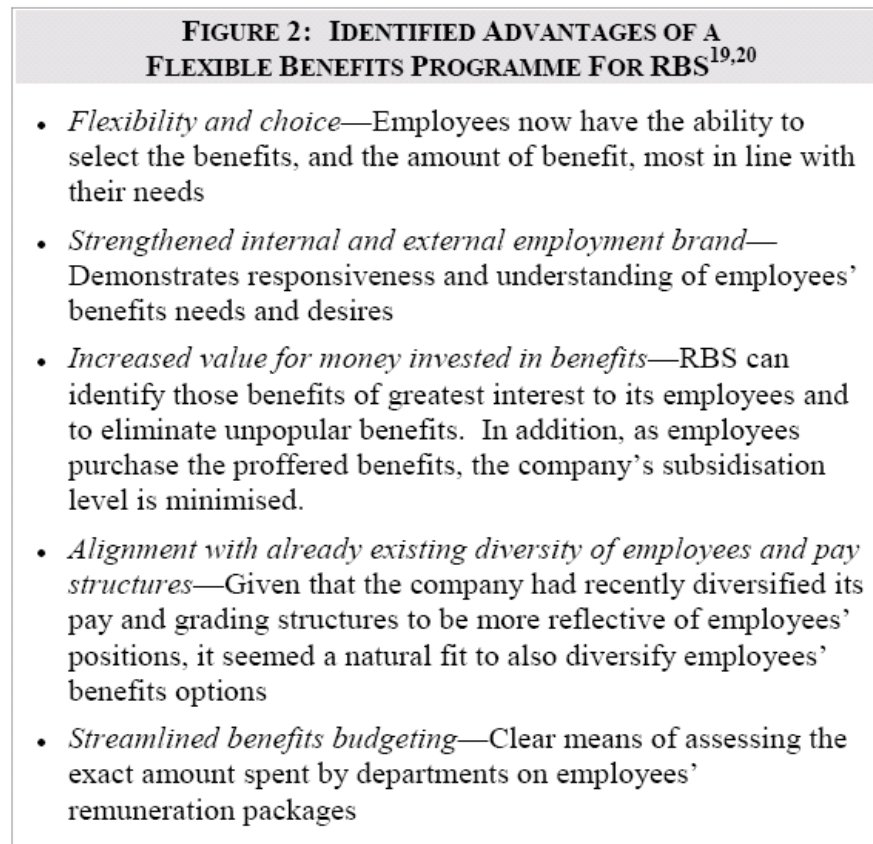 FIGURE 2: IDENTIFIED ADVANTAGES OF A
FLEXIBLE BENEFITS PROGRAMME FOR RBS19,20
• Flexibility and choice—Employees now have the ability to
select the benefits, and the amount of benefit, most in line with
their needs
• Strengthened internal and external employment brand—
Demonstrates responsiveness and understanding of employees’
benefits needs and desires
• Increased value for money invested in benefits—RBS can
identify those benefits of greatest interest to its employees and
to eliminate unpopular benefits.  In addition, as employees
purchase the proffered benefits, the company’s subsidisation
level is minimised.
• Alignment with already existing diversity of employees and pay
structures—Given that the company had recently diversified its
pay and grading structures to be more reflective of employees’
positions, it seemed a natural fit to also diversify employees’
benefits options
• Streamlined benefits budgeting—Clear means of assessing the
exact amount spent by departments on employees’
remuneration packages